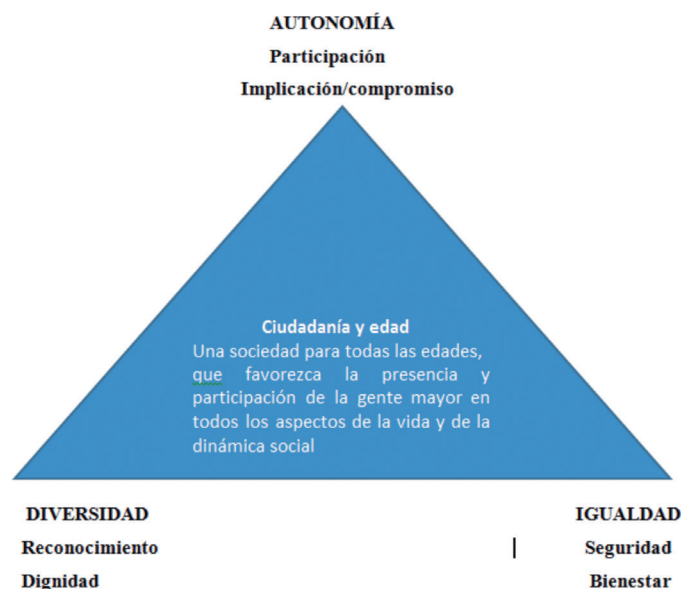 AUTONOMÍA
Participación
Implicación/compromiso
Ciudadanía y edad
Una sociedad para todas las edades,
que favorezca la presencia y
participación de la gente mayor en
todos los aspectos de la vida y de la
dinámica social
DIVERSIDAD
Reconocimiento
Dignidad
IGUALDAD
Seguridad
Bienestar